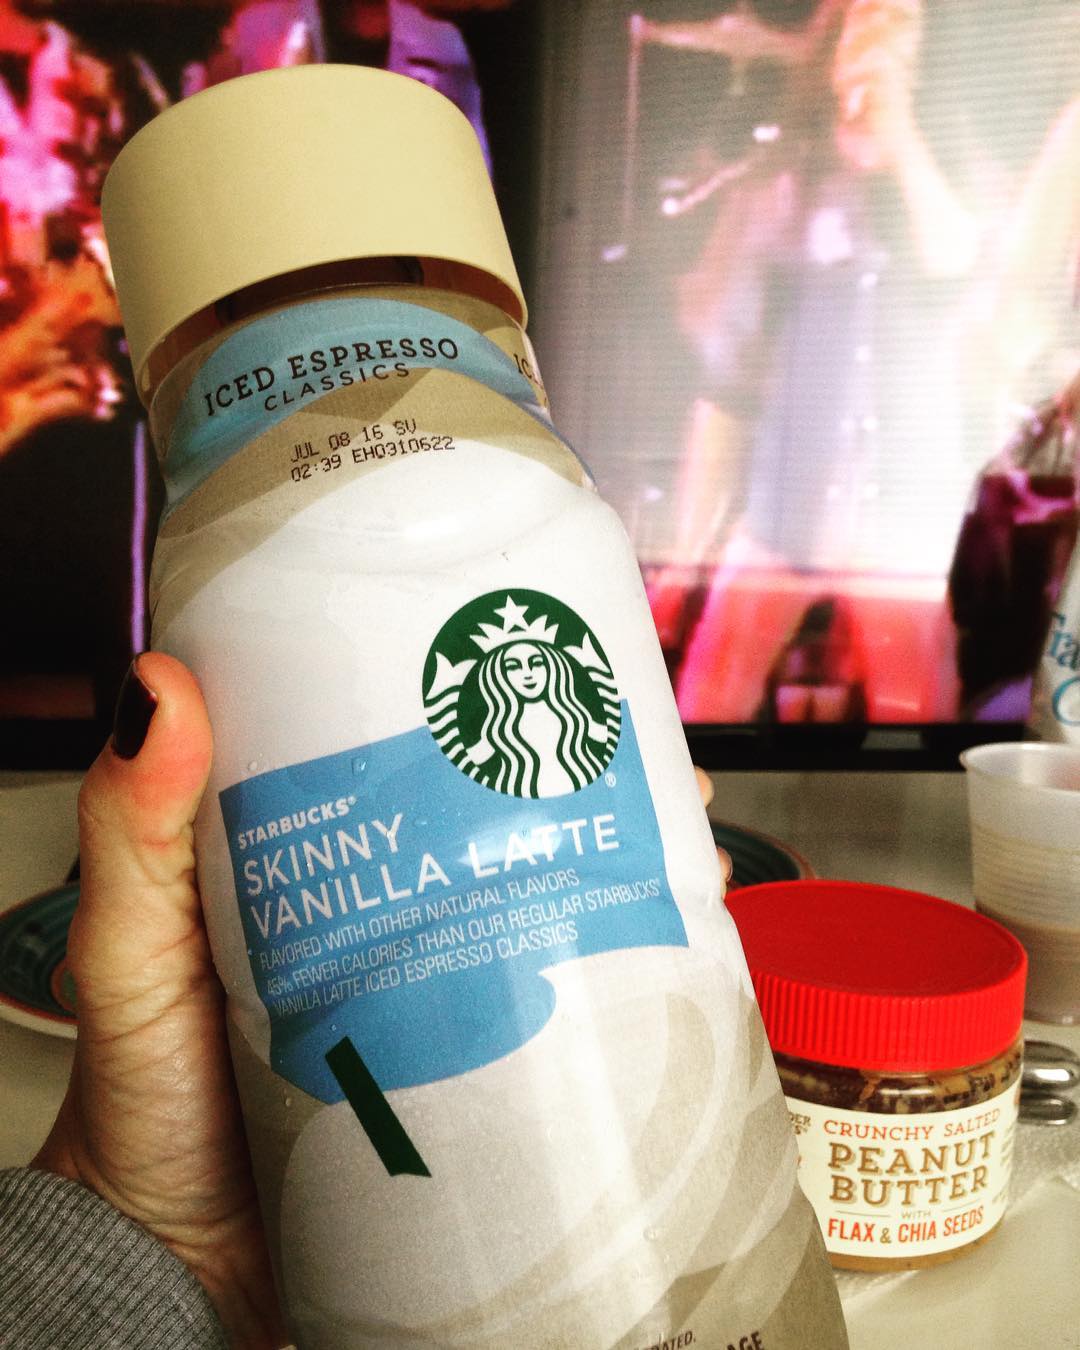 ICED ESPRESSO
CLASSICS
JUL 08 16 SU
02:39 EH0310622
STARBUCKS®
SKINNY
VANILLA LATTE
FLAVORED WITH OTHER NATURAL FLAVORS
45% FEWER CALORIES THAN OUR REGULAR STARBUCKS®
VANILLA LATTE ICED ESPRESSO CLASSICS
CRUNCHY SALTED
PEANUT
BUTTER
WITH
FLAX & CHIA SEEDS